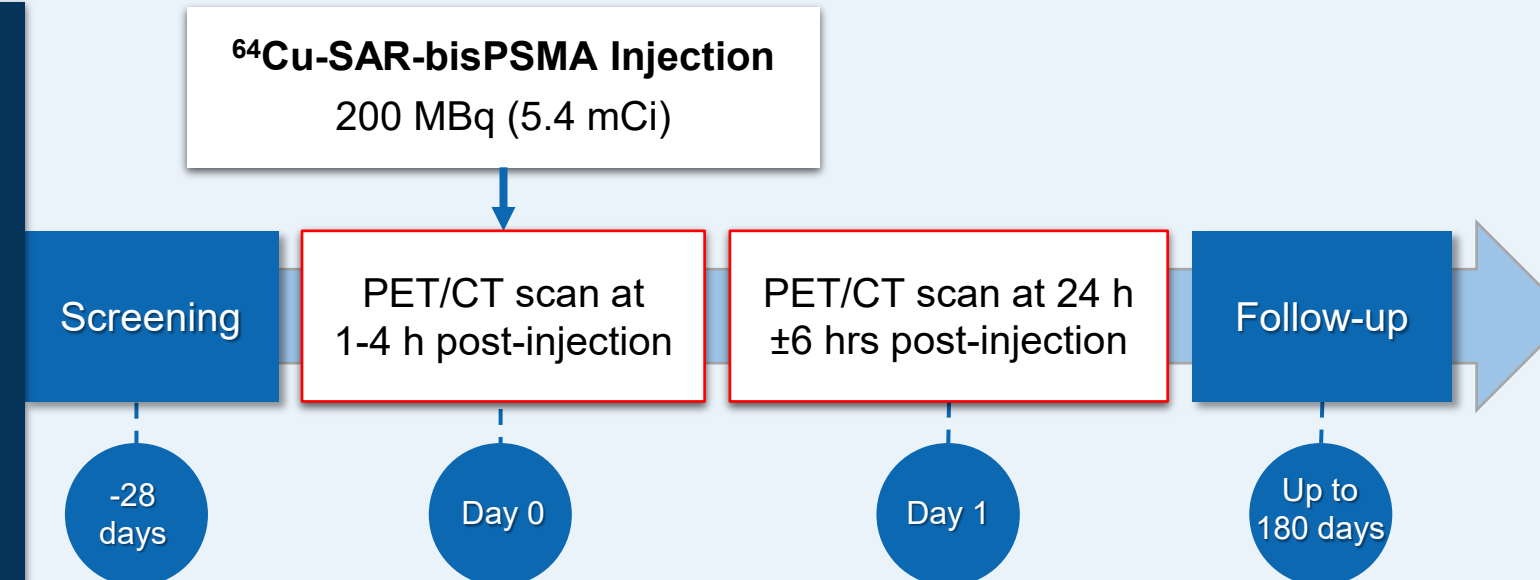 ⁶⁴Cu-SAR-bisPSMA Injection
200 MBq (5.4 mCi)
Screening
PET/CT scan at
1-4 h post-injection
PET/CT scan at 24 h
±6 hrs post-injection
Follow-up
-28
days
Day 0
Day 1
Up to
180 days